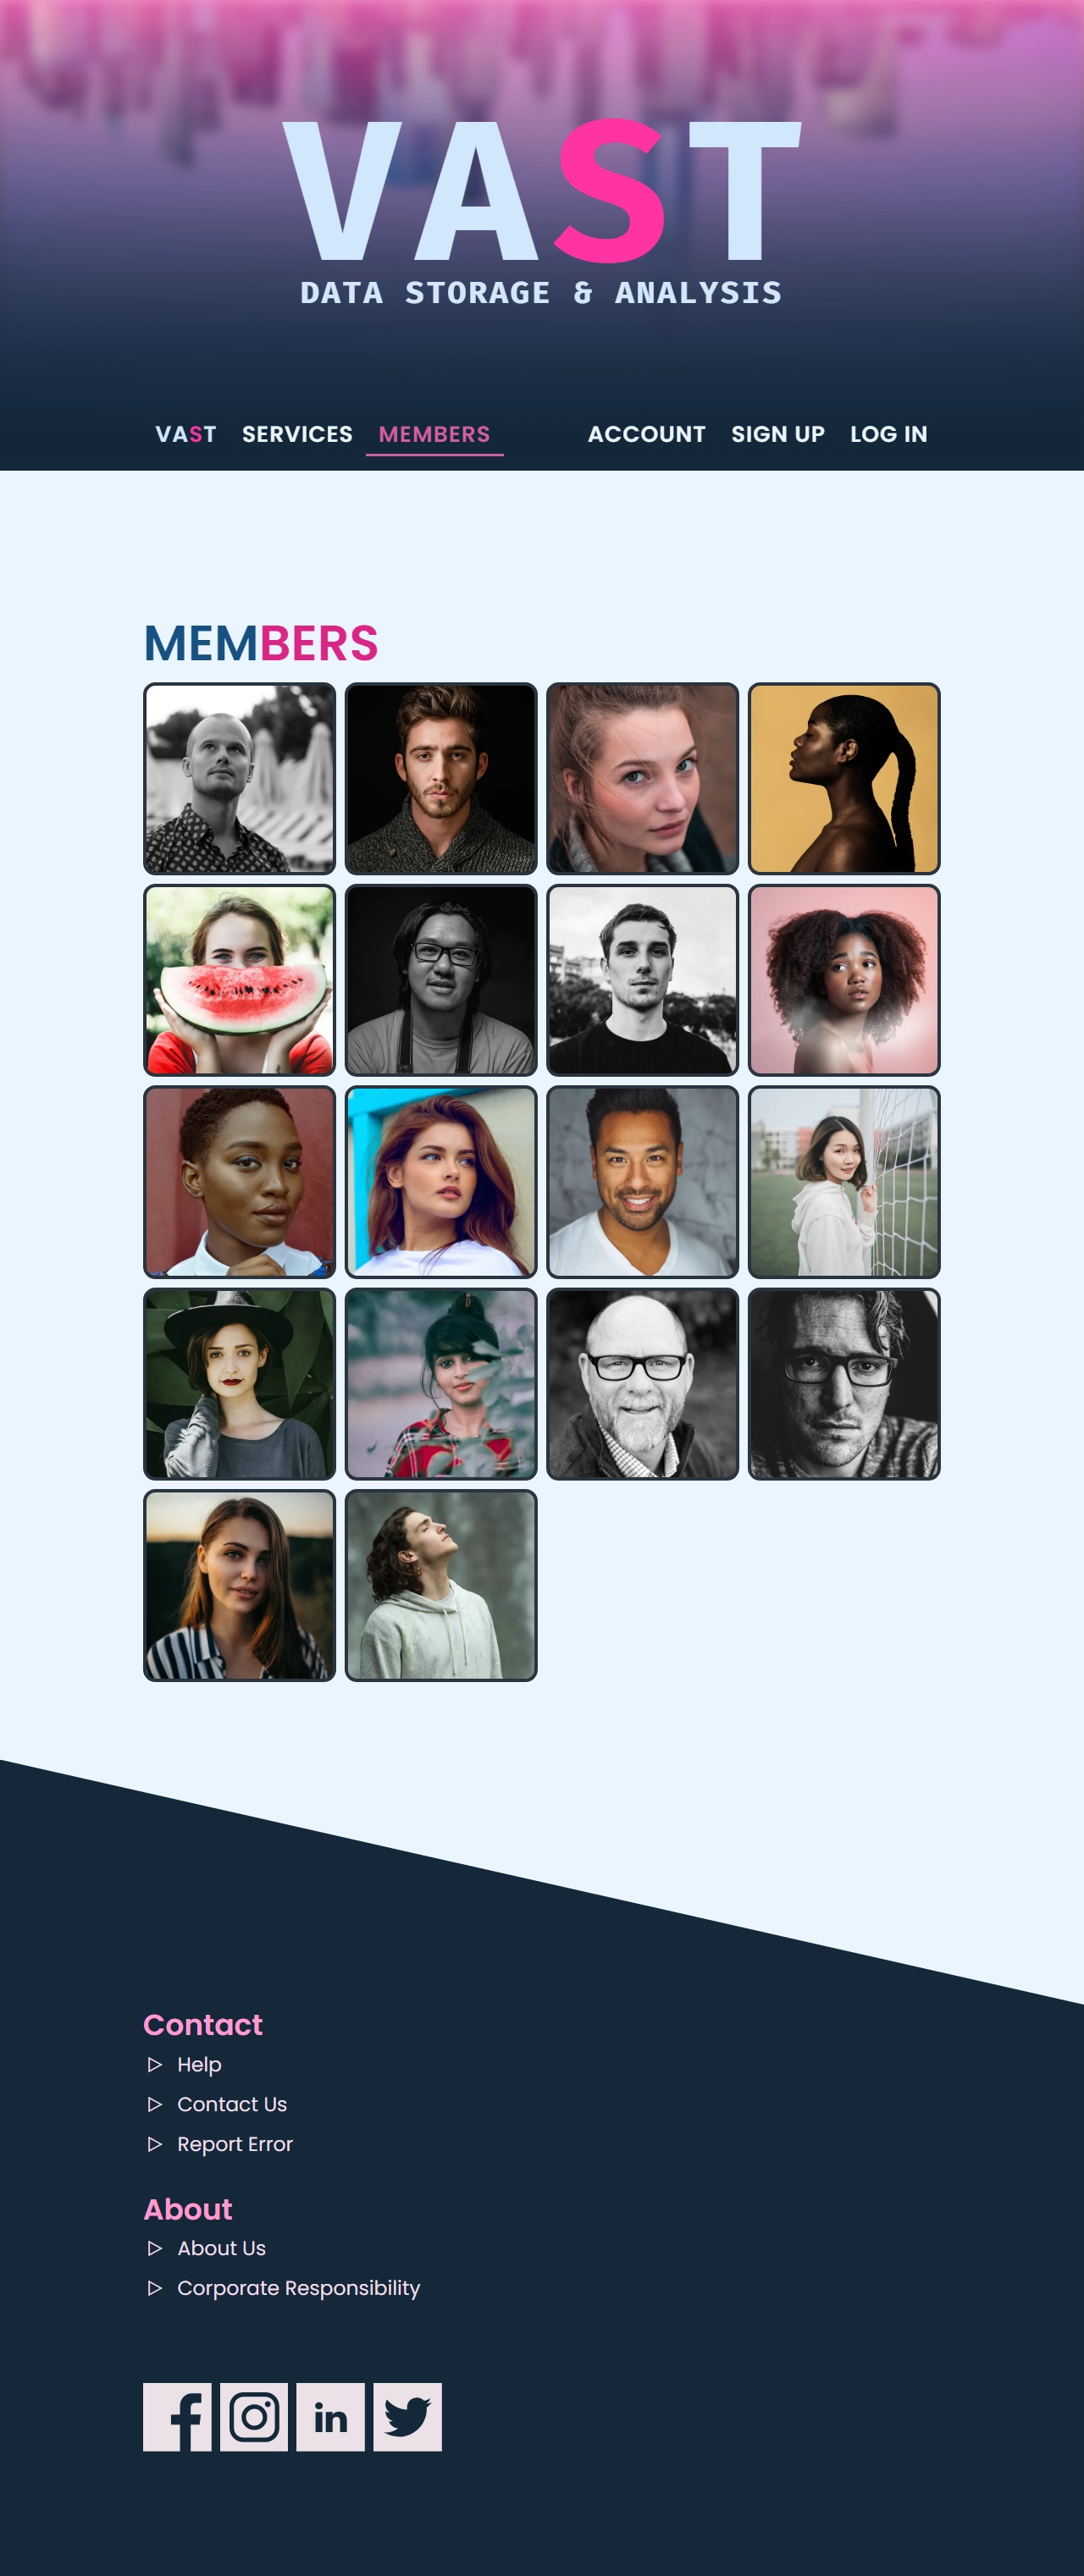 VAST
DATA STORAGE & ANALYSIS
VAST SERVICES MEMBERS ACCOUNT SIGN UP LOG IN
MEMBERS
Contact
Help
Contact Us
Report Error
About
About Us
Corporate Responsibility
in